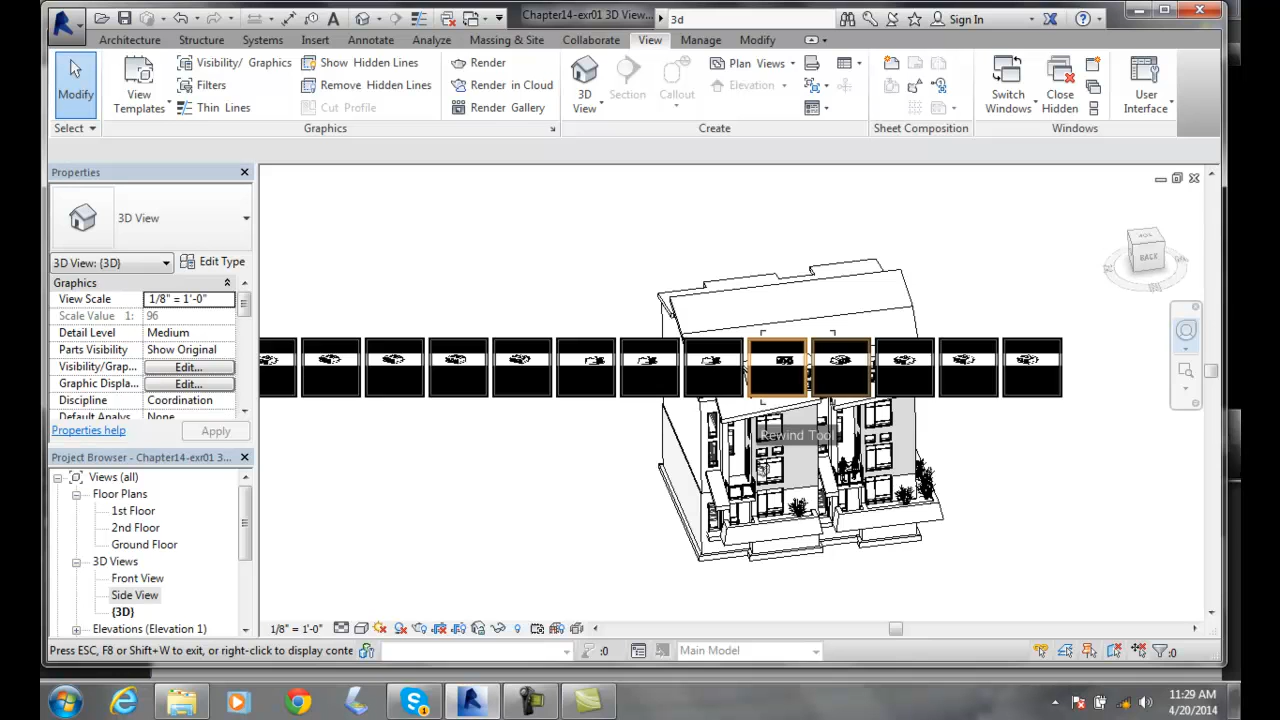 Chapter14-exr01 3D View...
3d
Sign In
Architecture Structure Systems Insert Annotate Analyze Massing & Site Collaborate View Manage Modify
Modify
View Templates
Visibility/ Graphics
Filters
Thin Lines
Show Hidden Lines
Remove Hidden Lines
Cut Profile
Render
Render in Cloud
Render Gallery
3D View
Section
Callout
Plan Views
Elevation
Switch Windows
Close Hidden
User Interface
Select Graphics Create Sheet Composition Windows
Properties
3D View
3D View: {3D} Edit Type
Graphics
View Scale 1/8" = 1'-0"
Scale Value 1: 96
Detail Level Medium
Parts Visibility Show Original
Visibility/Grap... Edit...
Graphic Displa... Edit...
Discipline Coordination
Default Analys... None
Properties help Apply
Project Browser - Chapter14-exr01 3...
Views (all)
Floor Plans
1st Floor
2nd Floor
Ground Floor
3D Views
Front View
Side View
{3D}
Elevations (Elevation 1)
BACK
Rewind Tool
1/8" = 1'-0"
Press ESC, F8 or Shift+W to exit, or right-click to display conte
:0
Main Model
:0
11:29 AM
4/20/2014